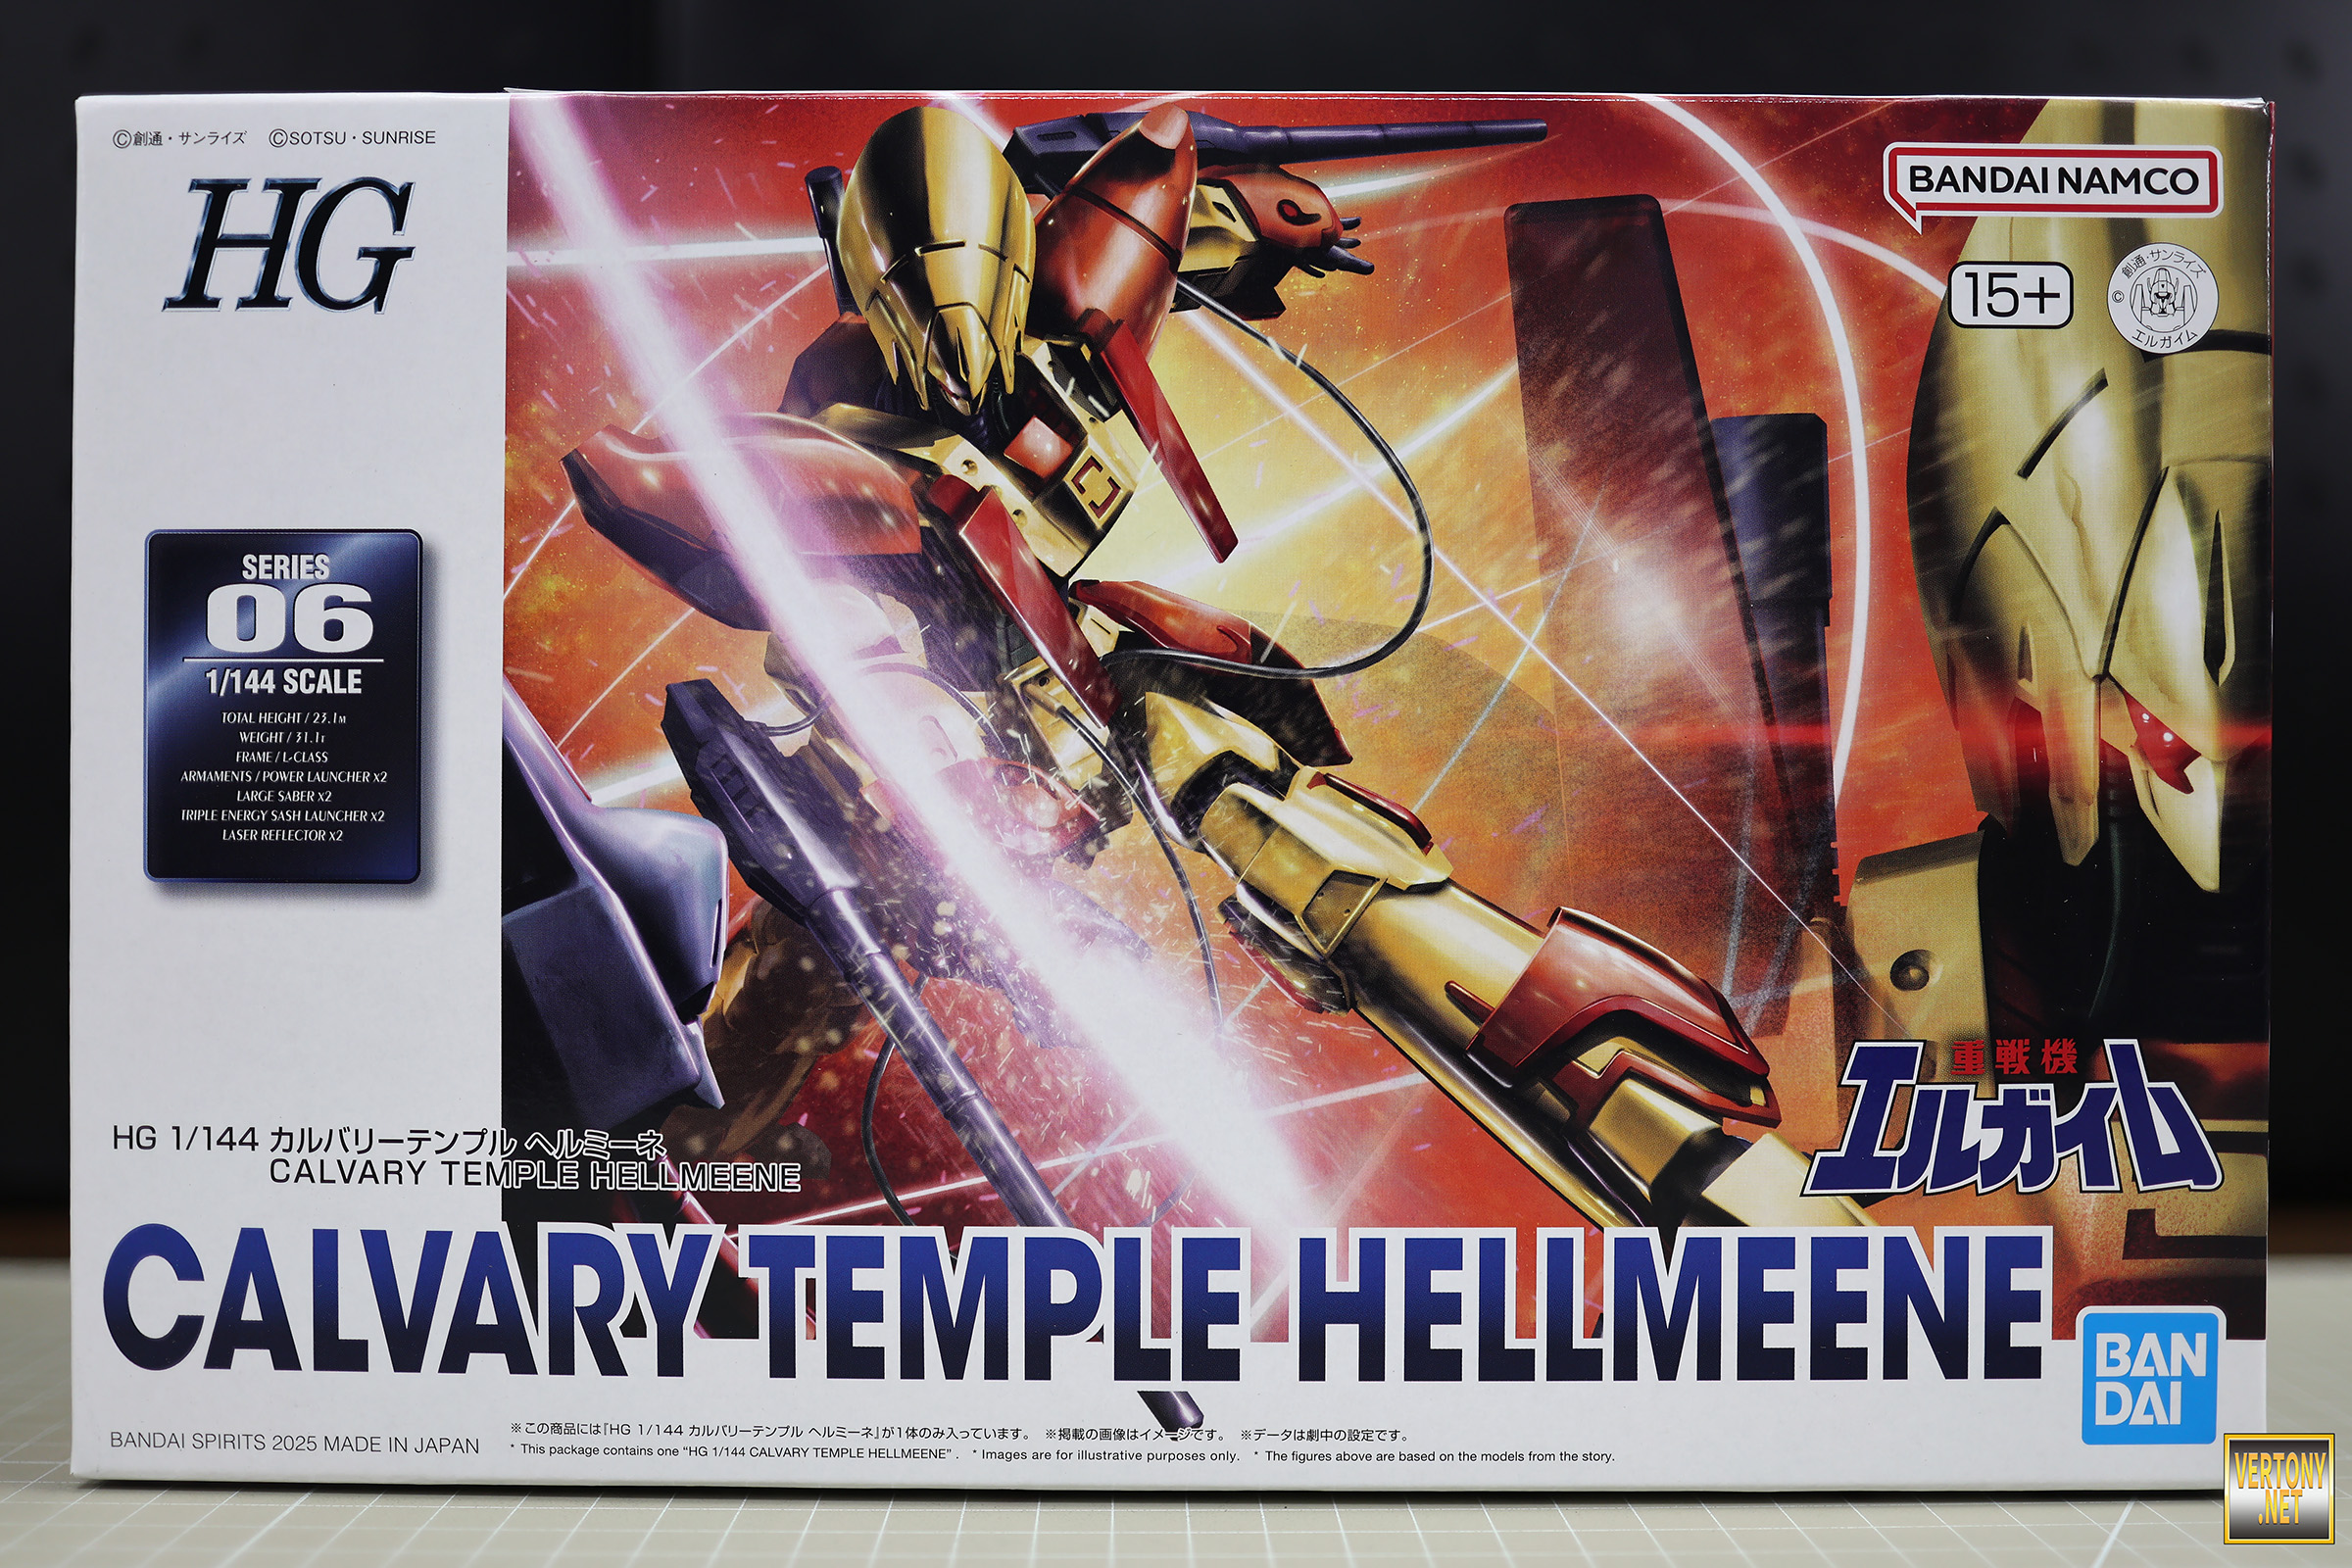 ©創通・サンライズ ©SOTSU・SUNRISE
HG
BANDAI NAMCO
15+
創通・サンライズ
©
エルガイム
SERIES
06
1/144 SCALE
TOTAL HEIGHT / 23.1M
WEIGHT / 31.1T
FRAME / L-CLASS
ARMAMENTS / POWER LAUNCHER X2
LARGE SABER X2
TRIPLE ENERGY SASH LAUNCHER X2
LASER REFLECTOR X2
重戦機
エルガイム
HG 1/144 カルバリーテンプル ヘルミーネ
CALVARY TEMPLE HELLMEENE
CALVARY TEMPLE HELLMEENE
BAN
DAI
BANDAI SPIRITS 2025 MADE IN JAPAN
※この商品には『HG 1/144 カルバリーテンプル ヘルミーネ』が1体のみ入っています。 ※掲載の画像はイメージです。 ※データは劇中の設定です。
* This package contains one “HG 1/144 CALVARY TEMPLE HELLMEENE” . * Images are for illustrative purposes only. * The figures above are based on the models from the story.
VERTONY
.NET